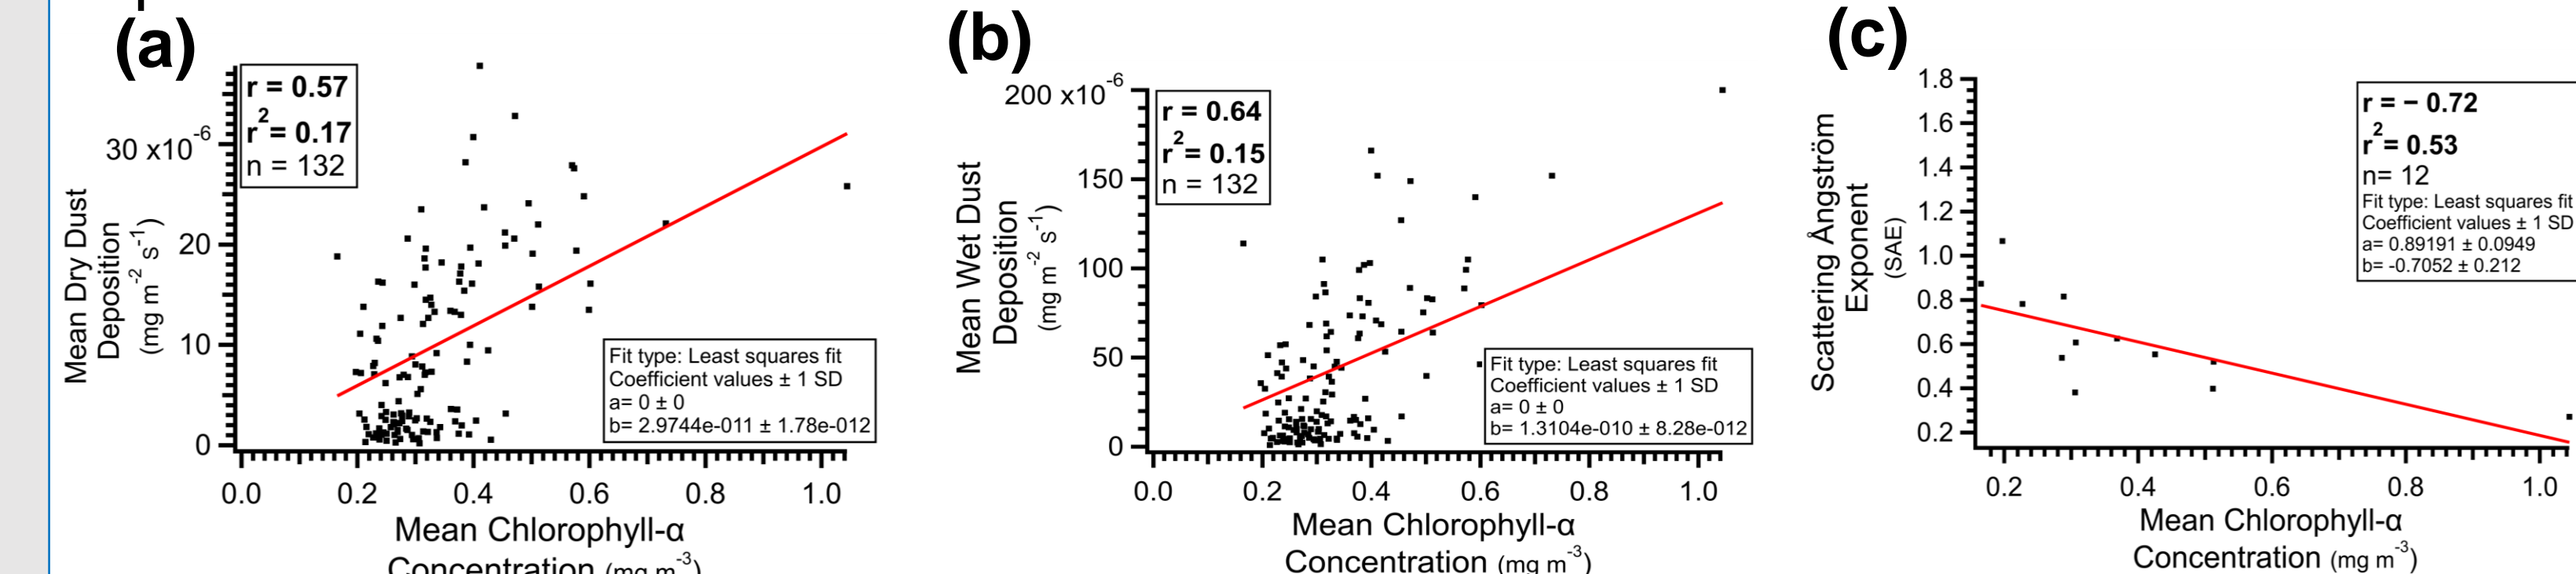 (a)
r = 0.57
r2= 0.17
n = 132
30 x10-6
20
10
0
Mean Dry Dust
Deposition
(mg m-2 s-1)
Fit type: Least squares fit
Coefficient values ± 1 SD
a= 0 ± 0
b= 2.9744e-011 ± 1.78e-012
0.0 0.2 0.4 0.6 0.8 1.0
Mean Chlorophyll-α
Concentration (mg m-3)
(b)
200 x10-6
r = 0.64
r2= 0.15
n = 132
150
100
50
0
Mean Wet Dust
Deposition
(mg m-2 s-1)
Fit type: Least squares fit
Coefficient values ± 1 SD
a= 0 ± 0
b= 1.3104e-010 ± 8.28e-012
0.0 0.2 0.4 0.6 0.8 1.0
Mean Chlorophyll-α
Concentration (mg m-3)
(c)
1.8
1.6
1.4
1.2
1.0
0.8
0.6
0.4
0.2
Scattering Ångström
Exponent
(SAE)
r = − 0.72
r2= 0.53
n= 12
Fit type: Least squares fit
Coefficient values ± 1 SD
a= 0.89191 ± 0.0949
b= -0.7052 ± 0.212
0.2 0.4 0.6 0.8 1.0
Mean Chlorophyll-α
Concentration (mg m-3)